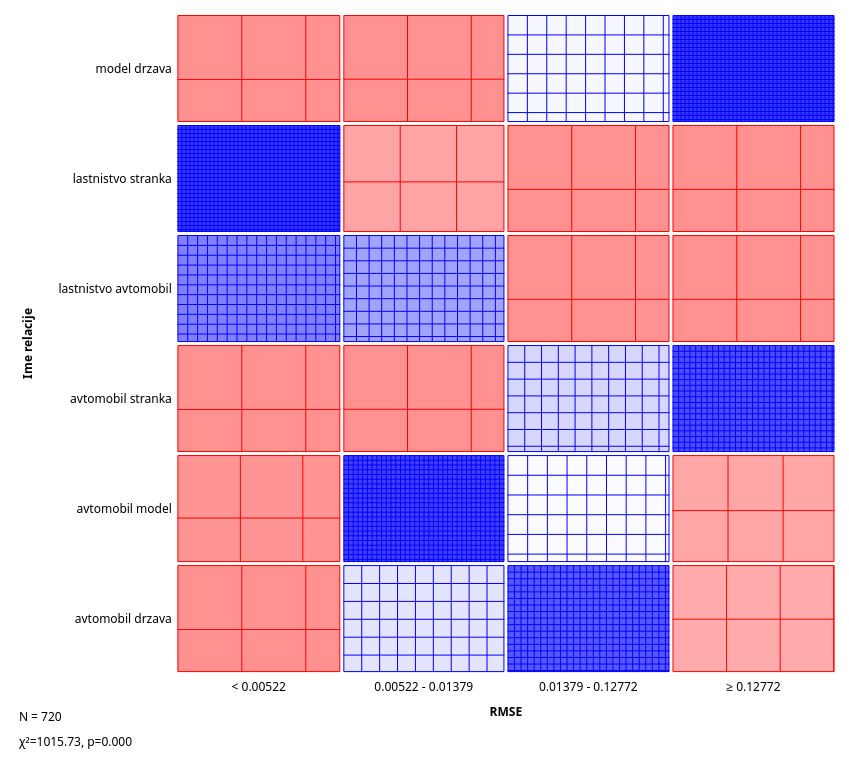 model drzava
lastnistvo stranka
lastnistvo avtomobil
Ime relacije
avtomobil stranka
avtomobil model
avtomobil drzava
< 0.00522
0.00522 - 0.01379
0.01379 - 0.12772
≥ 0.12772
RMSE
N = 720
χ²=1015.73, p=0.000